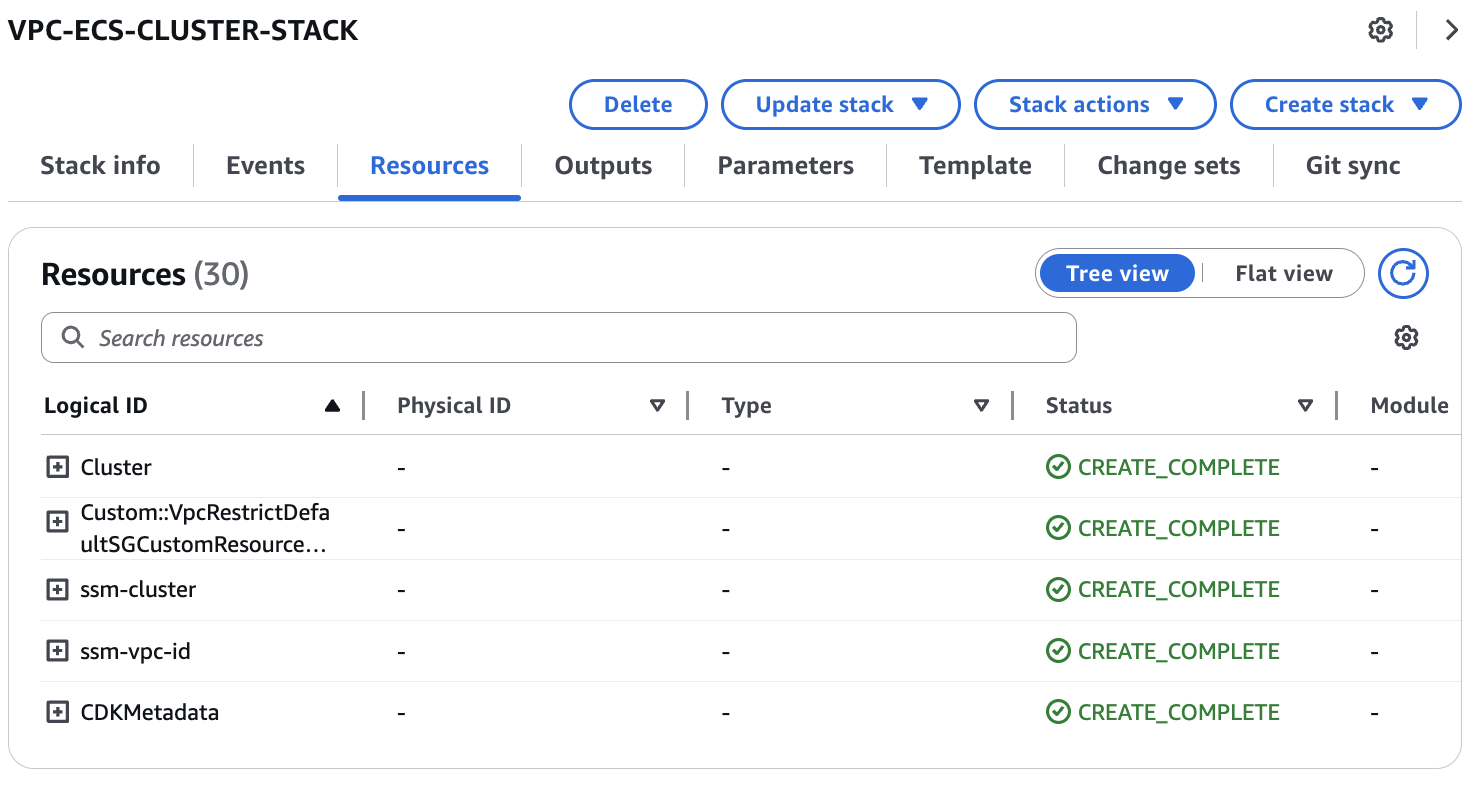 VPC-ECS-CLUSTER-STACK
Delete
Update stack
Stack actions
Create stack
Stack info
Events
Resources
Outputs
Parameters
Template
Change sets
Git sync
Resources (30)
Tree view
Flat view
Search resources
Logical ID
Physical ID
Type
Status
Module
Cluster - - CREATE_COMPLETE -
Custom::VpcRestrictDefa
ultSGCustomResource… - - CREATE_COMPLETE -
ssm-cluster - - CREATE_COMPLETE -
ssm-vpc-id - - CREATE_COMPLETE -
CDKMetadata - - CREATE_COMPLETE -